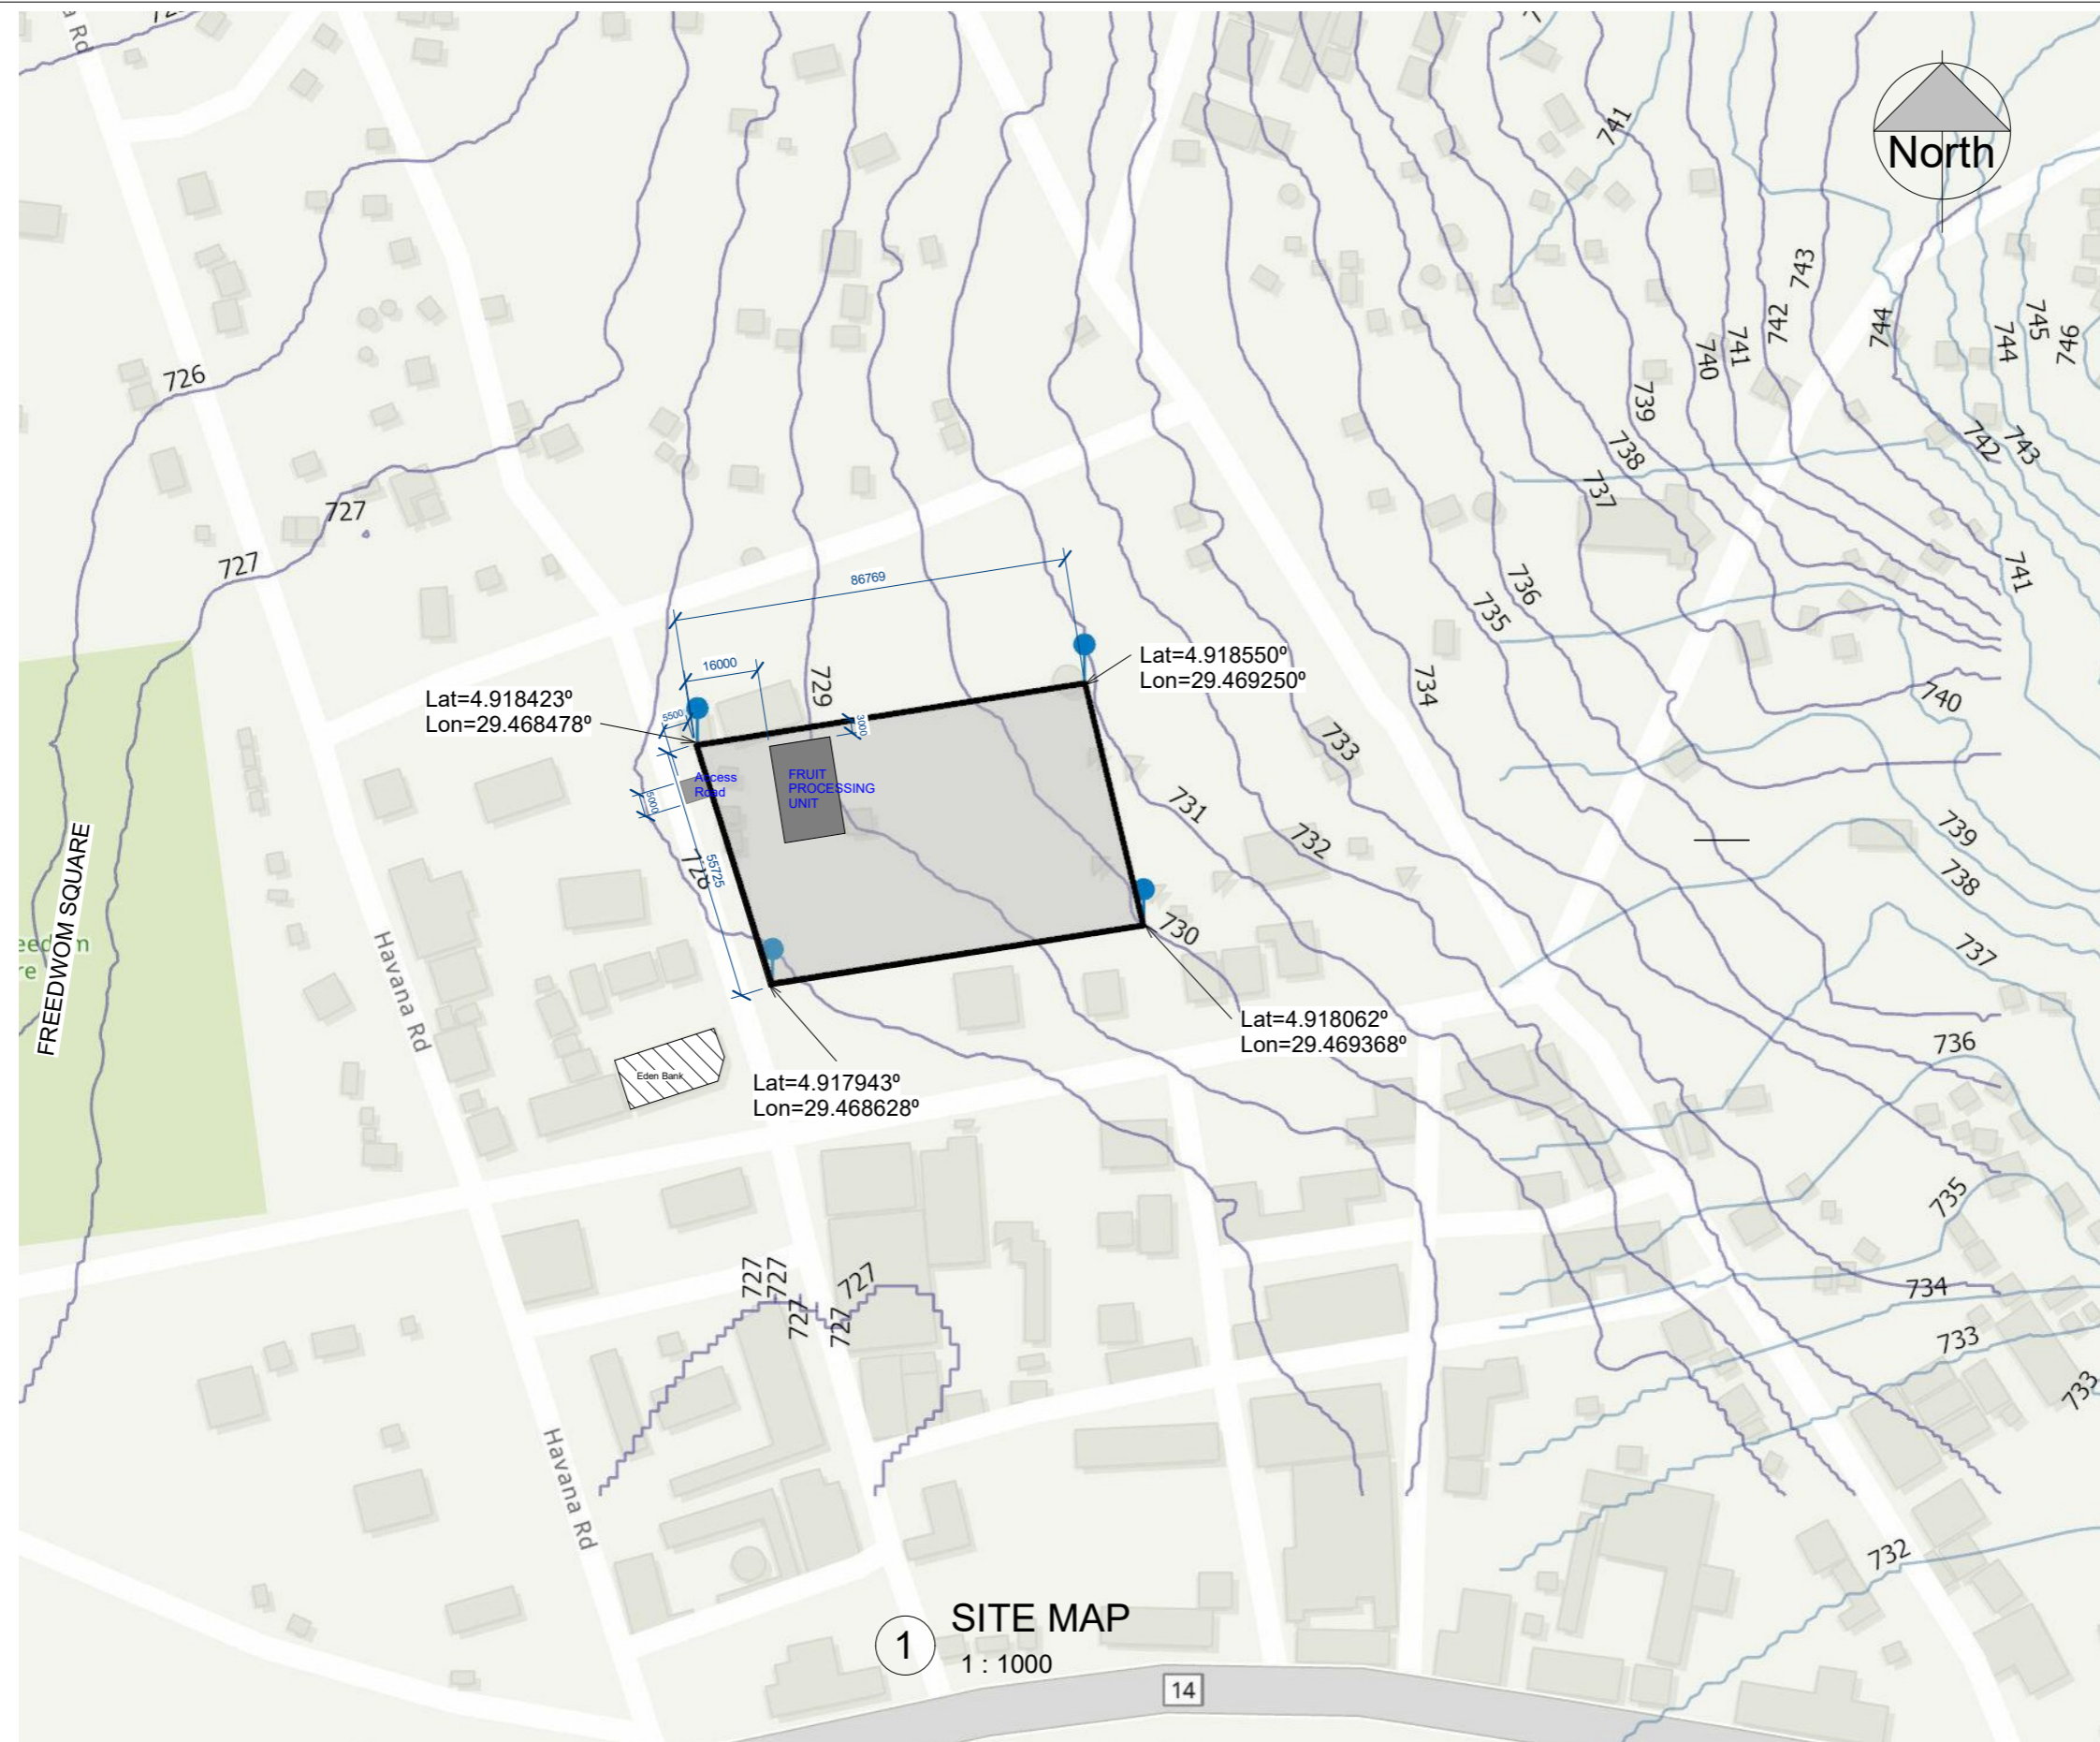 a Rd
North
741
743
742
744
745
744
746
741
740
739
726
742
743
738
737
727
727
741
736
735
86769
16000
Lat=4.918550º
Lon=29.469250º
729
734
740
Lat=4.918423º
Lon=29.468478º
5500
3000
733
Access
Road
FRUIT
PROCESSING
UNIT
5000
731
732
739
738
728
55725
FREEDWOM SQUARE
730
737
Havana Rd
Lat=4.918062º
Lon=29.469368º
736
Eden Bank
Lat=4.917943º
Lon=29.468628º
735
727
727
727
727
727
734
733
733
Havana Rd
732
1
SITE MAP
1 : 1000
14